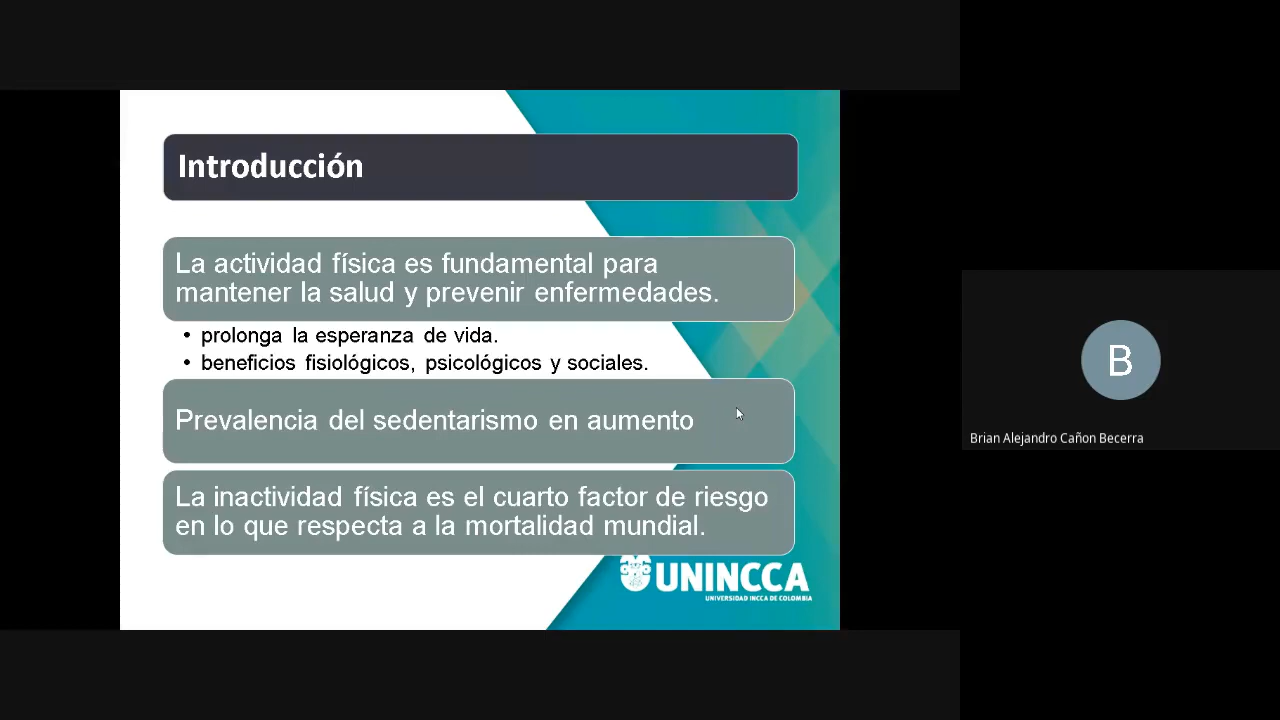 Introducción
La actividad física es fundamental para
mantener la salud y prevenir enfermedades.
• prolonga la esperanza de vida.
• beneficios fisiológicos, psicológicos y sociales.
Prevalencia del sedentarismo en aumento
La inactividad física es el cuarto factor de riesgo
en lo que respecta a la mortalidad mundial.
UNINCCA
UNIVERSIDAD INCCA DE COLOMBIA
B
Brian Alejandro Cañon Becerra